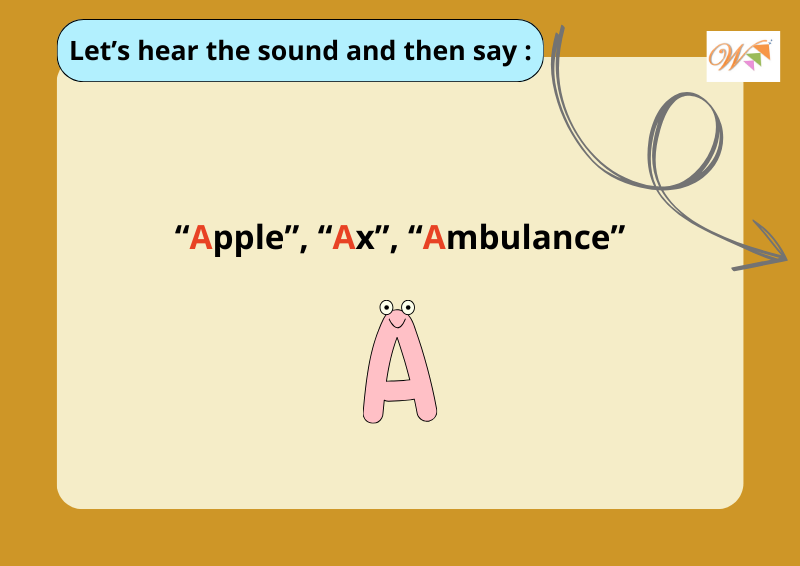 Let’s hear the sound and then say :
W
“Apple”, “Ax”, “Ambulance”
A